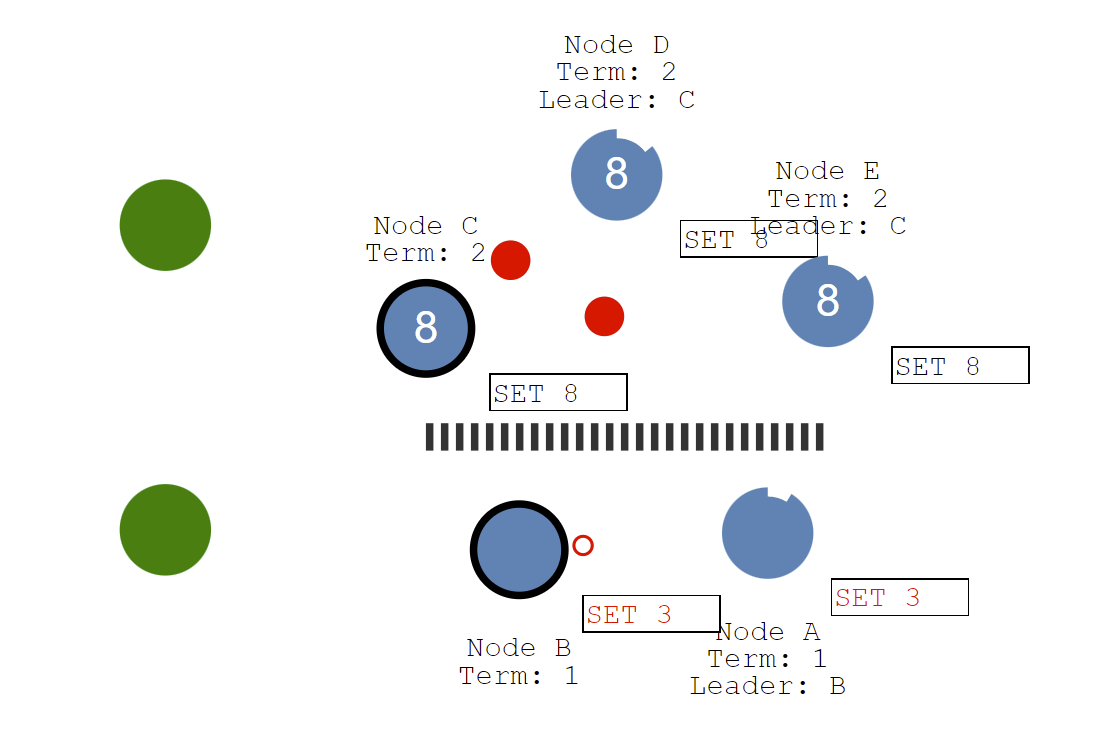 Node D
Term: 2
Leader: C
8
SET 8
Node E
Term: 2
Leader: C
8
SET 8
Node C
Term: 2
8
SET 8
SET 3
Node B
Term: 1
SET 3
Node A
Term: 1
Leader: B